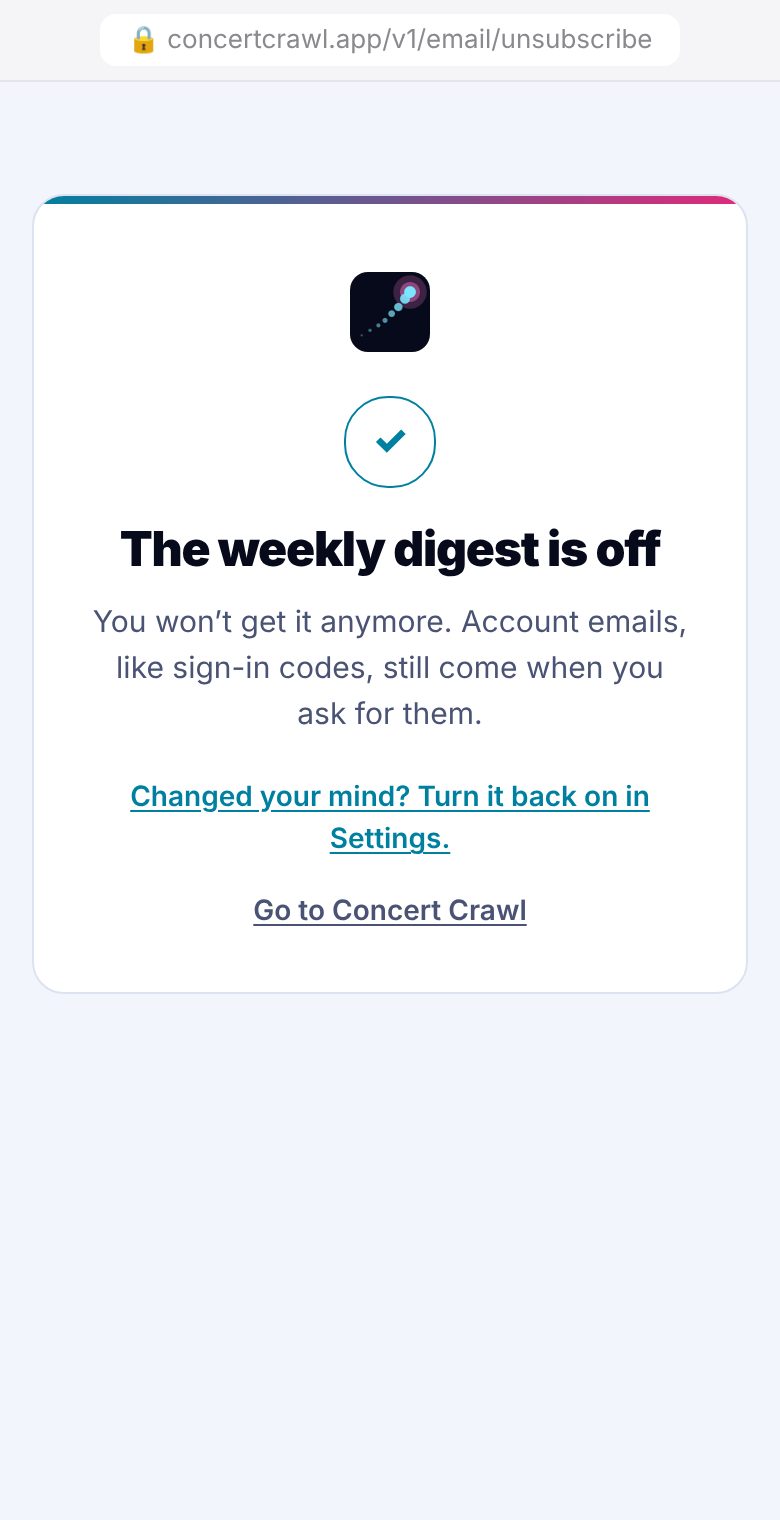 concertcrawl.app/v1/email/unsubscribe
The weekly digest is off
You won’t get it anymore. Account emails,
like sign-in codes, still come when you
ask for them.
Changed your mind? Turn it back on in
Settings.
Go to Concert Crawl